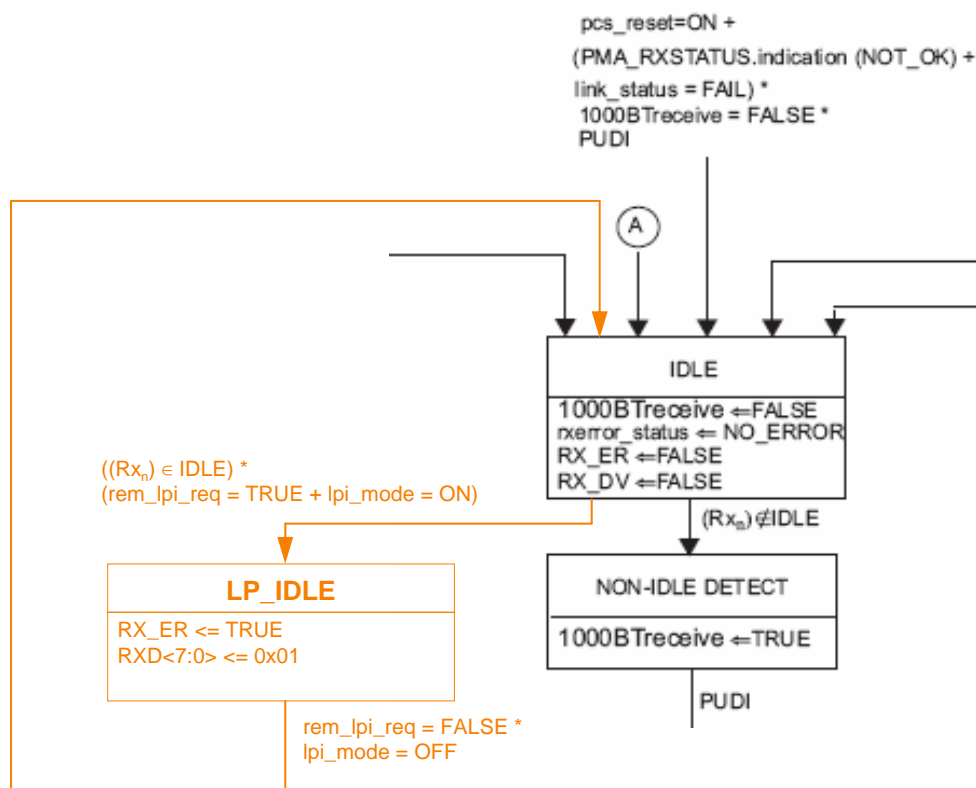 pcs_reset=ON +
(PMA_RXSTATUS.indication (NOT_OK) +
link_status = FAIL) *
1000BTreceive = FALSE *
PUDI
A
IDLE
1000BTreceive ⇐FALSE
rxerror_status ⇐ NO_ERROR
RX_ER ⇐FALSE
RX_DV ⇐FALSE
((Rxn) ∈ IDLE) *
(rem_lpi_req = TRUE + lpi_mode = ON)
(Rxn)∉IDLE
LP_IDLE
RX_ER <= TRUE
RXD<7:0> <= 0x01
NON-IDLE DETECT
1000BTreceive ⇐TRUE
PUDI
rem_lpi_req = FALSE *
lpi_mode = OFF